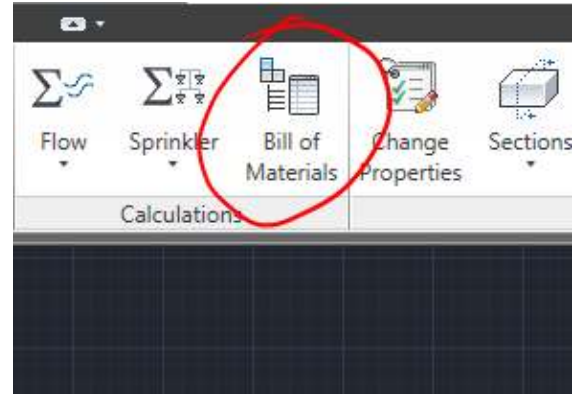 Flow
Sprinkler
Bill of
Materials
Change
Properties
Sections
Calculations